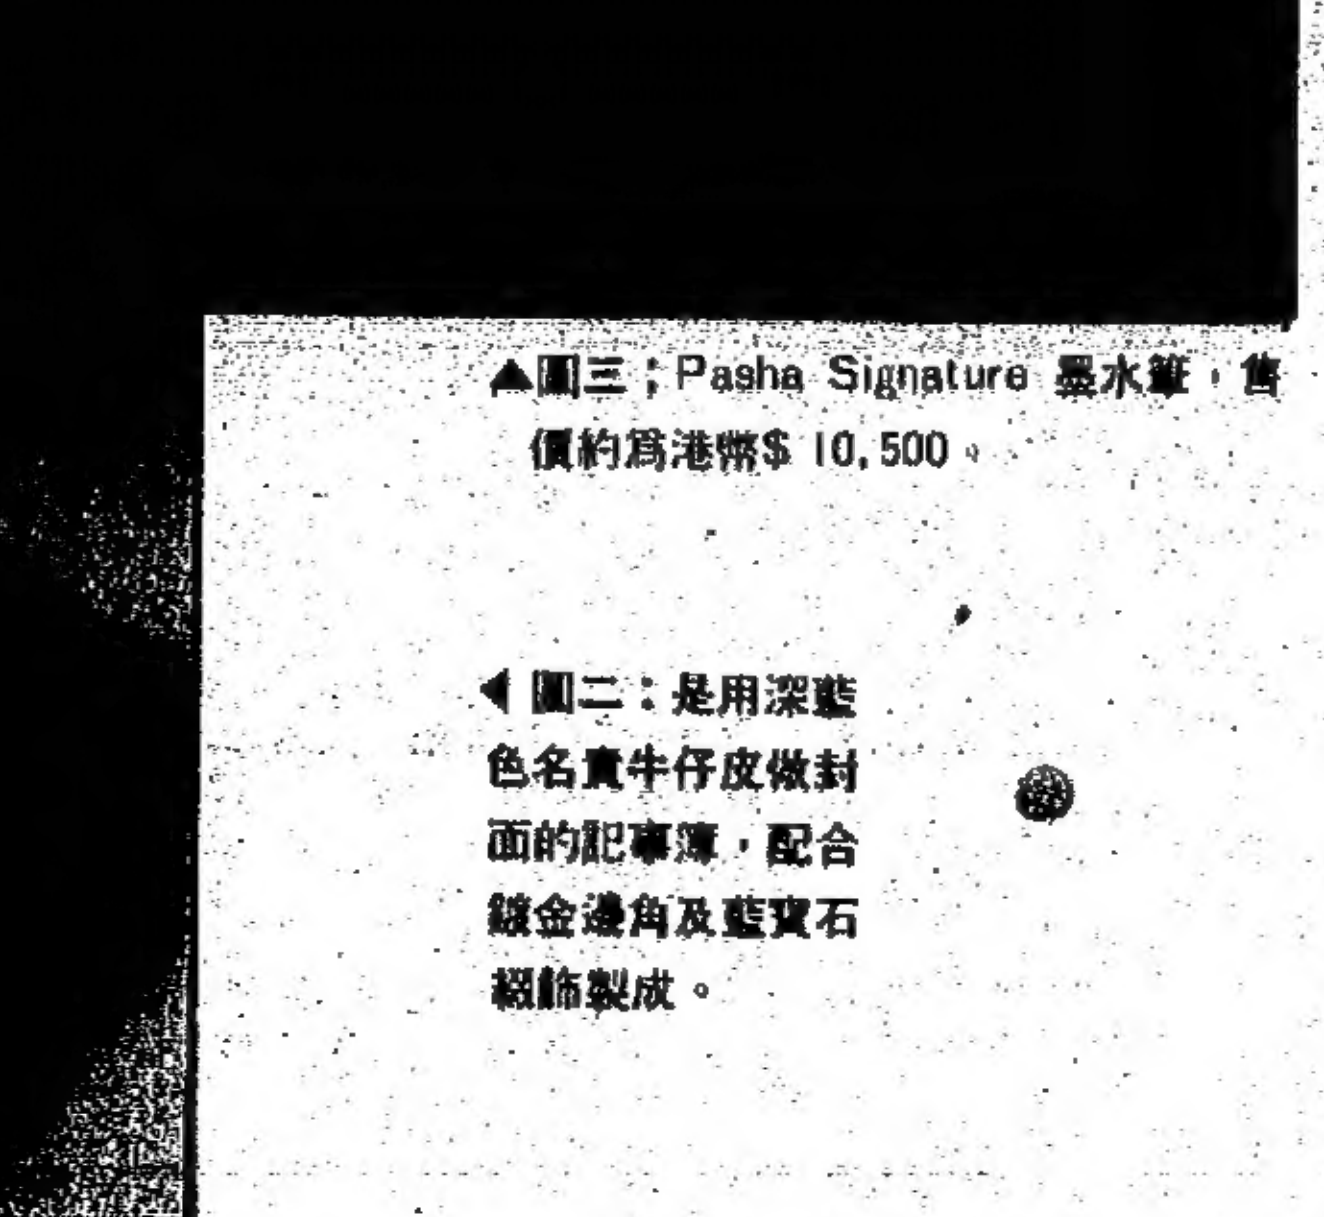 ▲圖三：Pasha Signature 墨水筆，售
價約為港幣$10,500。
◀圖二：是用深藍
色名貴牛仔皮做封
面的記事簿，配合
鍍金邊角及藍寶石
綴飾製成。